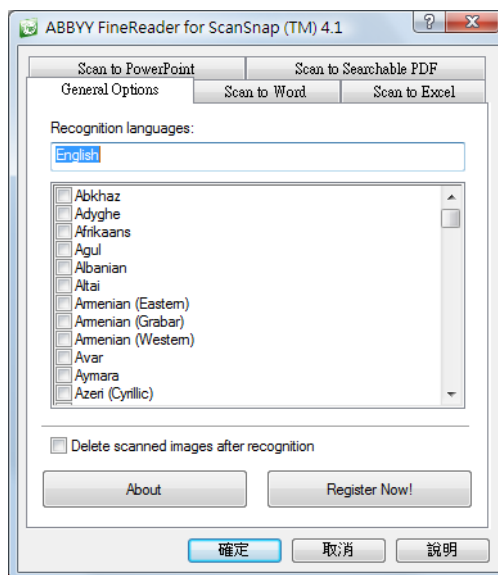 ABBYY FineReader for ScanSnap (TM) 4.1
Scan to PowerPoint Scan to Searchable PDF
General Options Scan to Word Scan to Excel
Recognition languages:
English
Abkhaz
Adyghe
Afrikaans
Agul
Albanian
Altai
Armenian (Eastern)
Armenian (Grabar)
Armenian (Western)
Avar
Aymara
Azeri (Cyrillic)
Delete scanned images after recognition
About Register Now!
確定 取消 說明